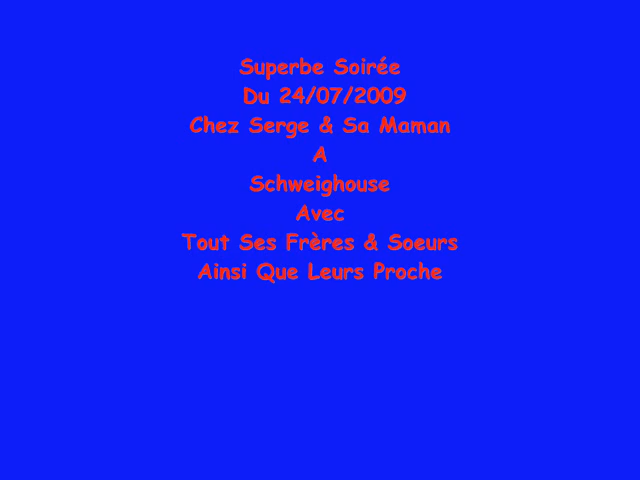 Superbe Soirée
Du 24/07/2009
Chez Serge & Sa Maman
A
Schweighouse
Avec
Tout Ses Frères & Soeurs
Ainsi Que Leurs Proche